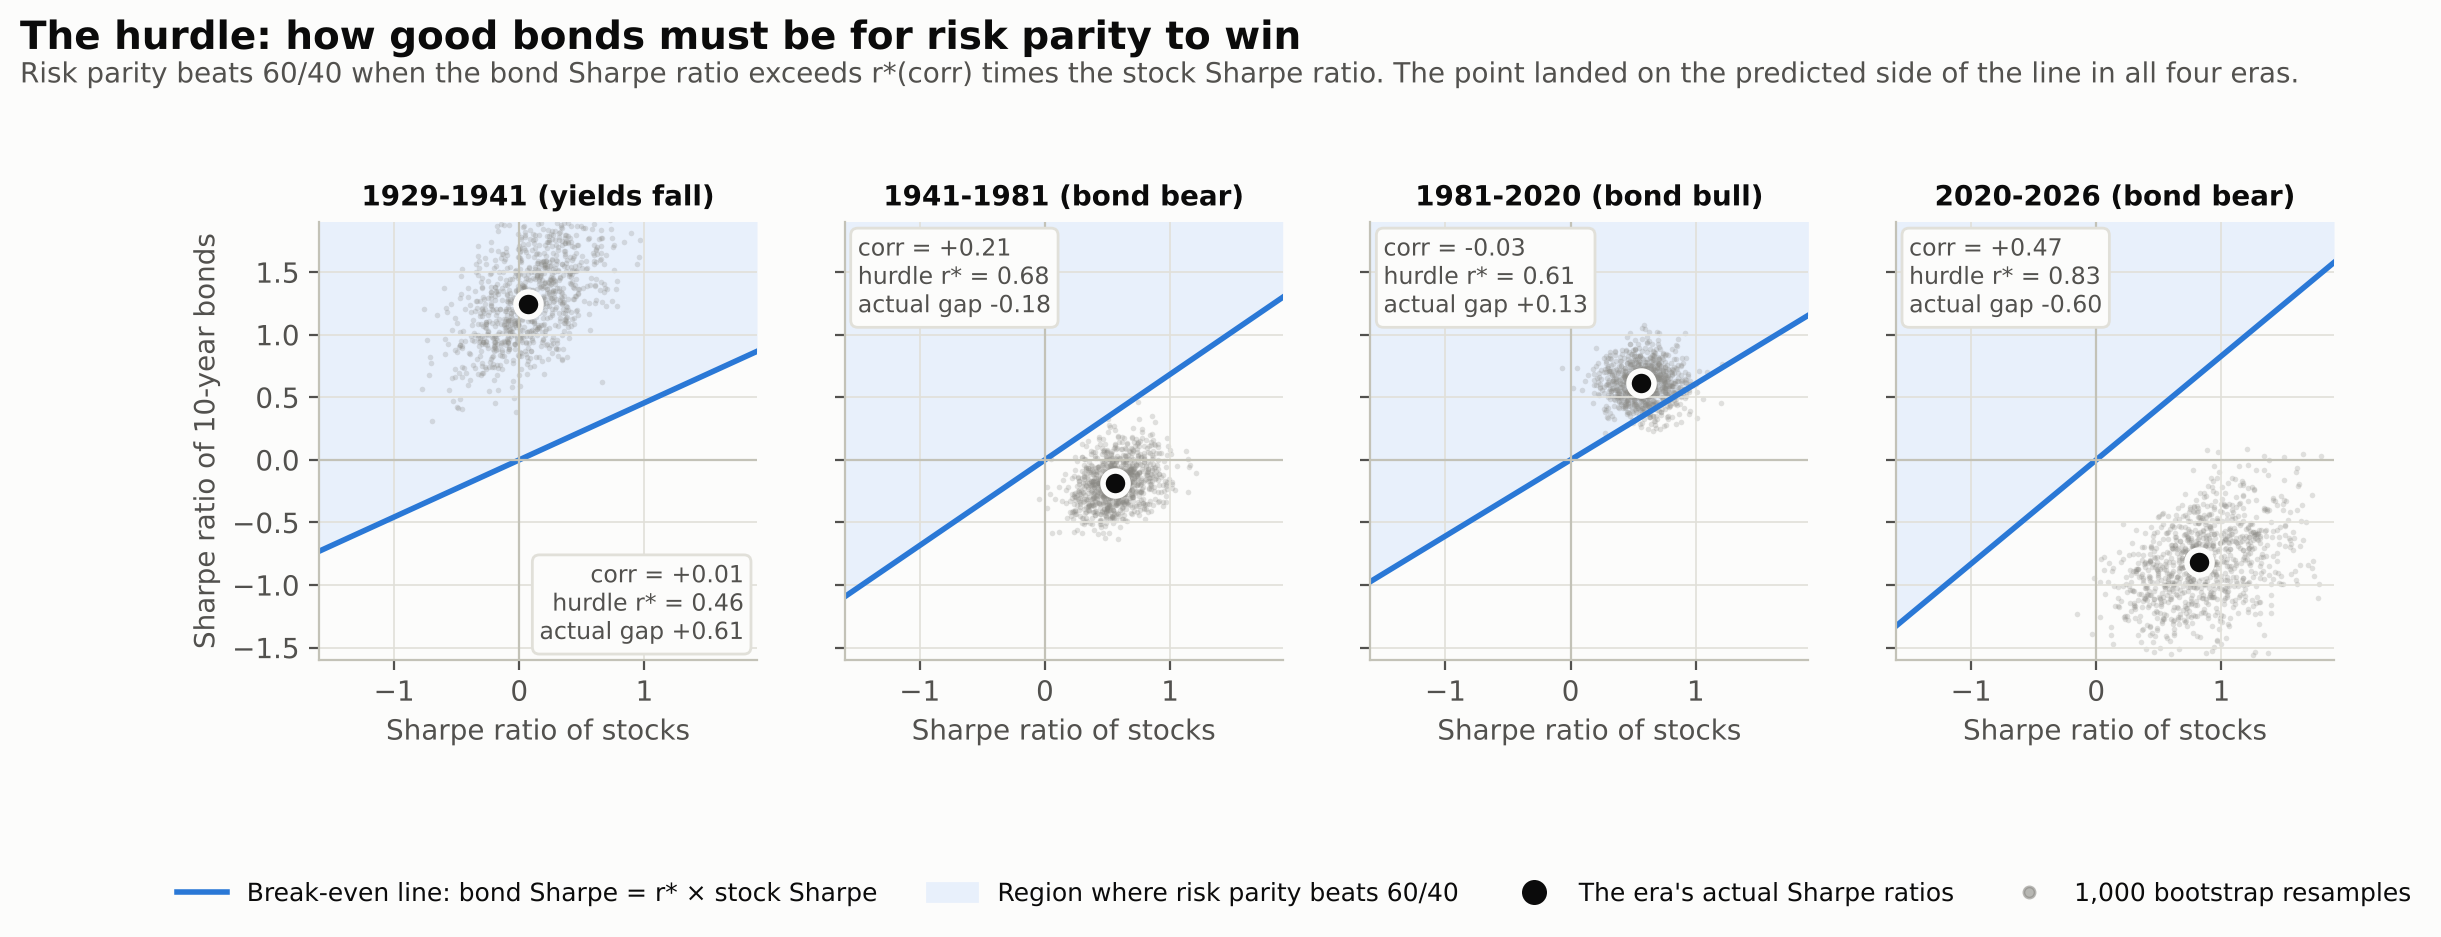 The hurdle: how good bonds must be for risk parity to win
Risk parity beats 60/40 when the bond Sharpe ratio exceeds r*(corr) times the stock Sharpe ratio. The point landed on the predicted side of the line in all four eras.
1929-1941 (yields fall)
1941-1981 (bond bear)
1981-2020 (bond bull)
2020-2026 (bond bear)
Sharpe ratio of 10-year bonds
1.5
1.0
0.5
0.0
−0.5
−1.0
−1.5
corr = +0.01
hurdle r* = 0.46
actual gap +0.61
corr = +0.21
hurdle r* = 0.68
actual gap -0.18
corr = -0.03
hurdle r* = 0.61
actual gap +0.13
corr = +0.47
hurdle r* = 0.83
actual gap -0.60
−1 0 1
−1 0 1
−1 0 1
−1 0 1
Sharpe ratio of stocks
Sharpe ratio of stocks
Sharpe ratio of stocks
Sharpe ratio of stocks
Break-even line: bond Sharpe = r* × stock Sharpe
Region where risk parity beats 60/40
The era's actual Sharpe ratios
1,000 bootstrap resamples